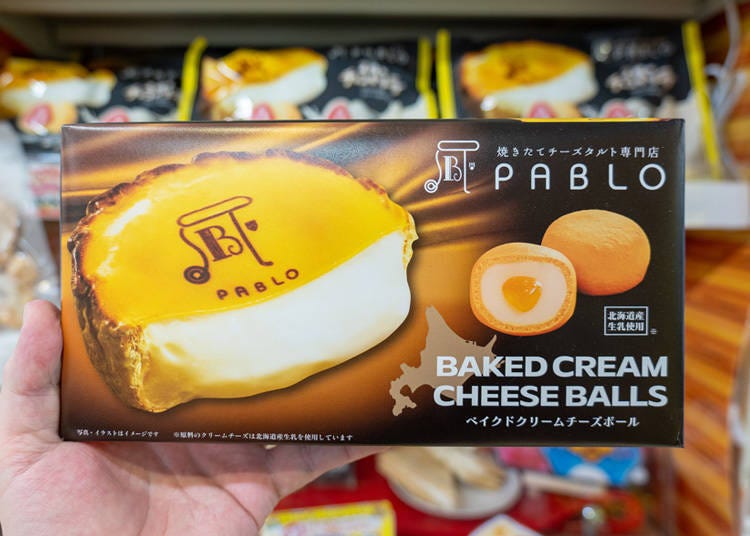 焼きたてチーズタルト専門店
PABLO
PABLO
北海道産
生乳使用
※
BAKED CREAM
CHEESE BALLS
ベイクドクリームチーズボール
写真・イラストはイメージです
※原料のクリームチーズは北海道産生乳を使用しています